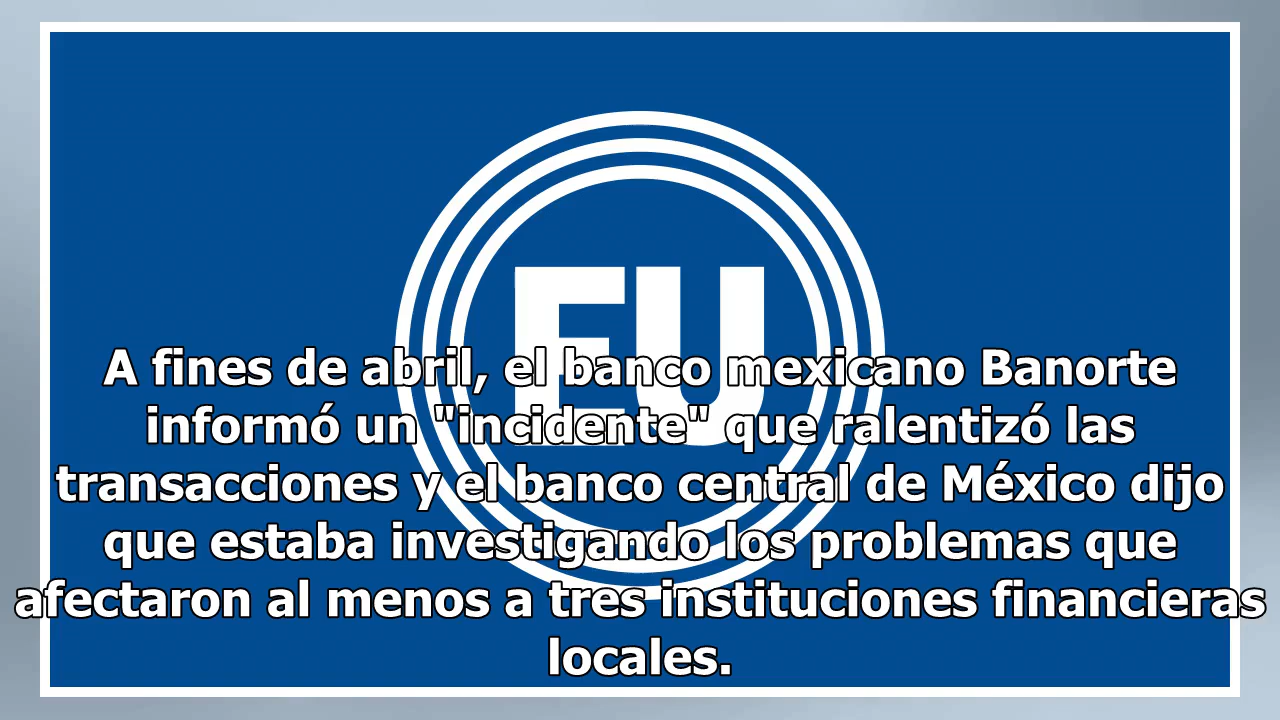 EU
A fines de abril, el banco mexicano Banorte
informó un "incidente" que ralentizó las
transacciones y el banco central de México dijo
que estaba investigando los problemas que
afectaron al menos a tres instituciones financieras
locales.